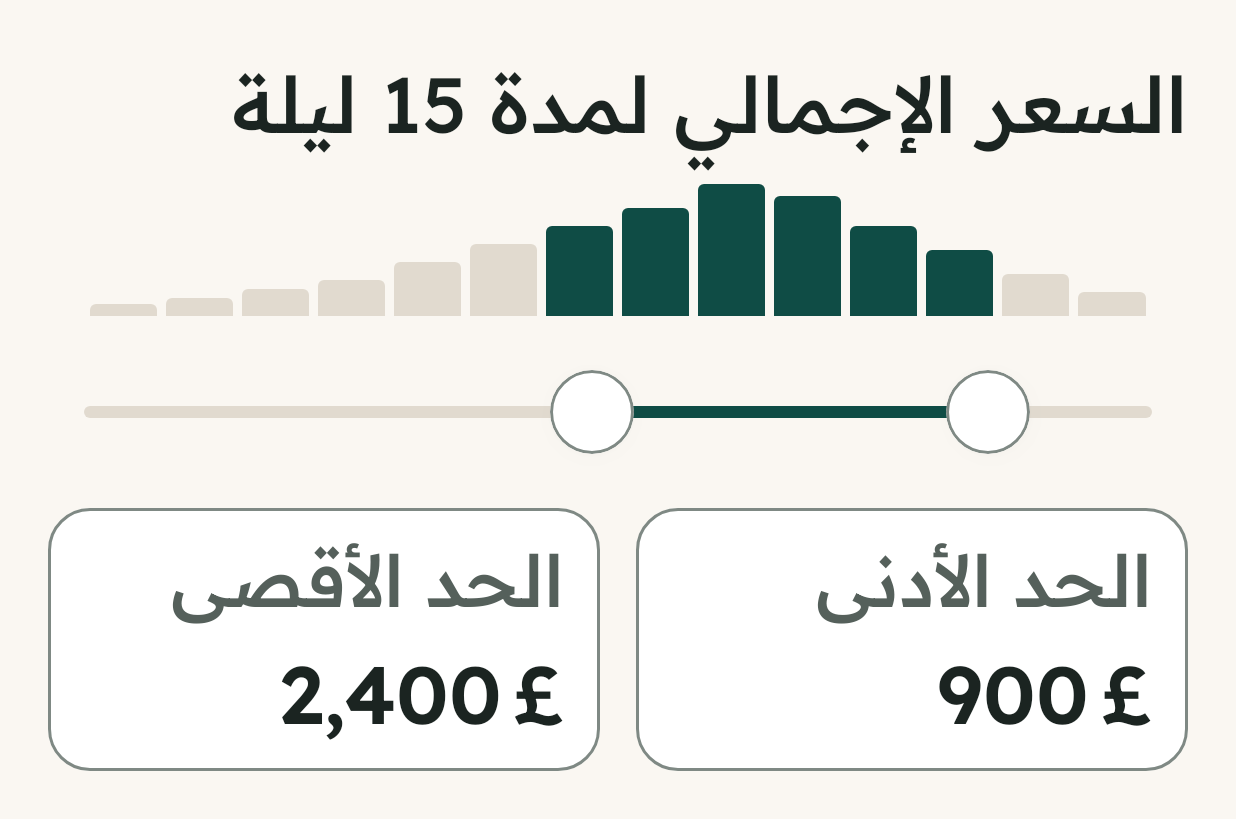 السعر الإجمالي لمدة 15 ليلة
الحد الأدنى
£ 900
الحد الأقصى
£ 2,400